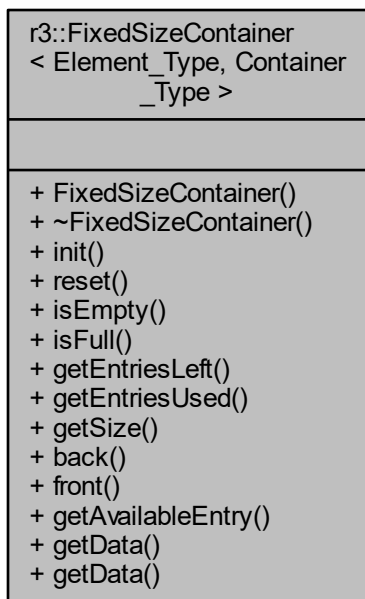 r3::FixedSizeContainer
< Element_Type, Container
_Type >
+ FixedSizeContainer()
+ ~FixedSizeContainer()
+ init()
+ reset()
+ isEmpty()
+ isFull()
+ getEntriesLeft()
+ getEntriesUsed()
+ getSize()
+ back()
+ front()
+ getAvailableEntry()
+ getData()
+ getData()